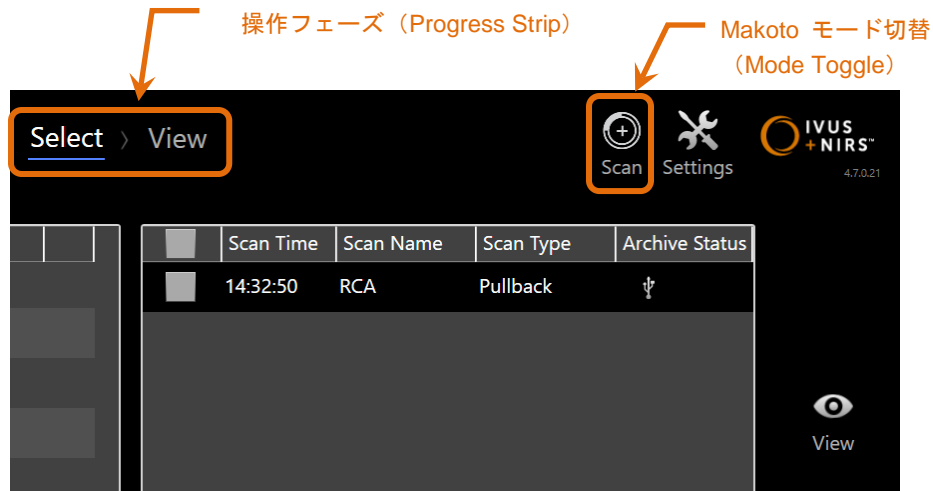 操作フェーズ（Progress Strip）
Makoto モード切替
（Mode Toggle）
Select 〉 View
Scan
Settings
IVUS
+NIRS™
4.7.0.21
Scan Time Scan Name Scan Type Archive Status
14:32:50 RCA Pullback
View